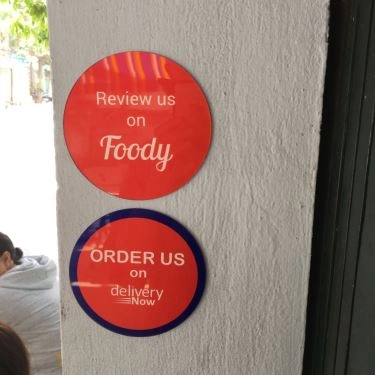 Review us
on
Foody
ORDER US
on
delivery
Now